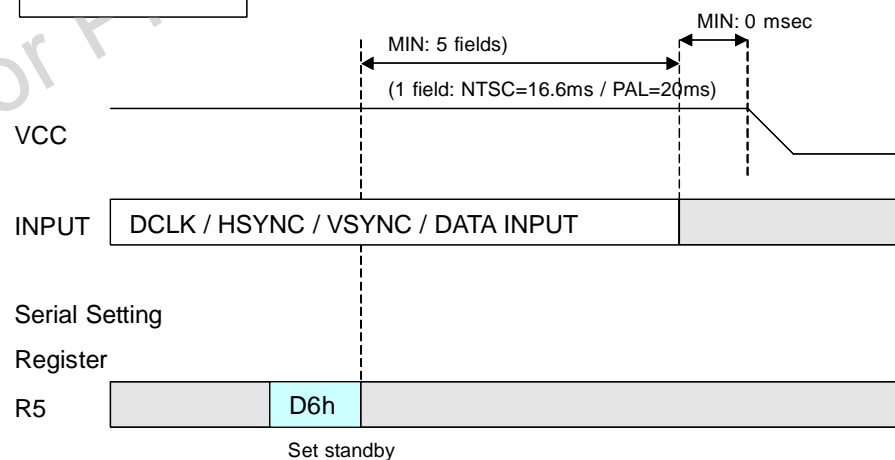 MIN: 0 msec
MIN: 5 fields)
(1 field: NTSC=16.6ms / PAL=20ms)
VCC
INPUT DCLK / HSYNC / VSYNC / DATA INPUT
Serial Setting
Register
R5 D6h
Set standby